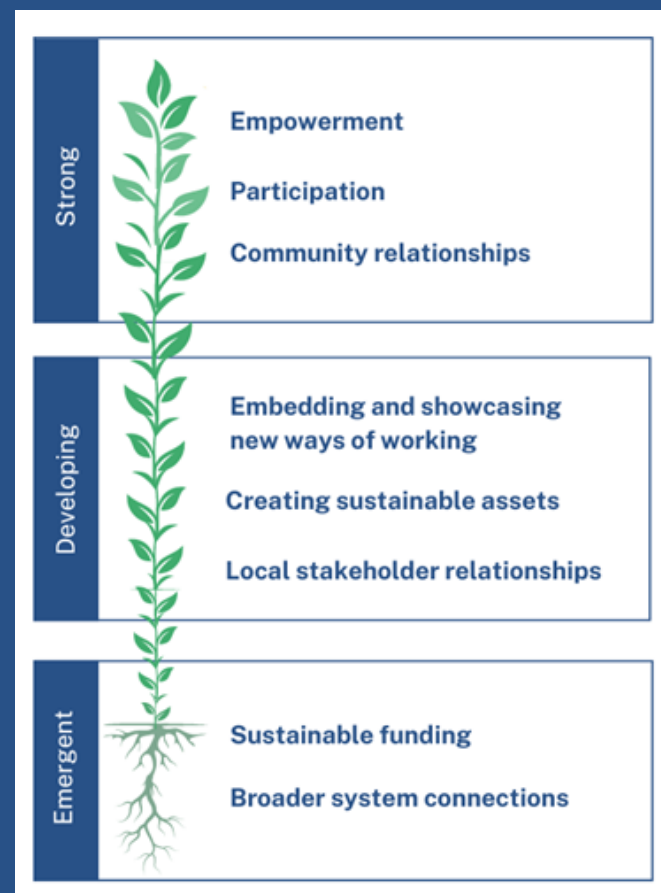 Strong
Empowerment
Participation
Community relationships
Developing
Embedding and showcasing
new ways of working
Creating sustainable assets
Local stakeholder relationships
Emergent
Sustainable funding
Broader system connections